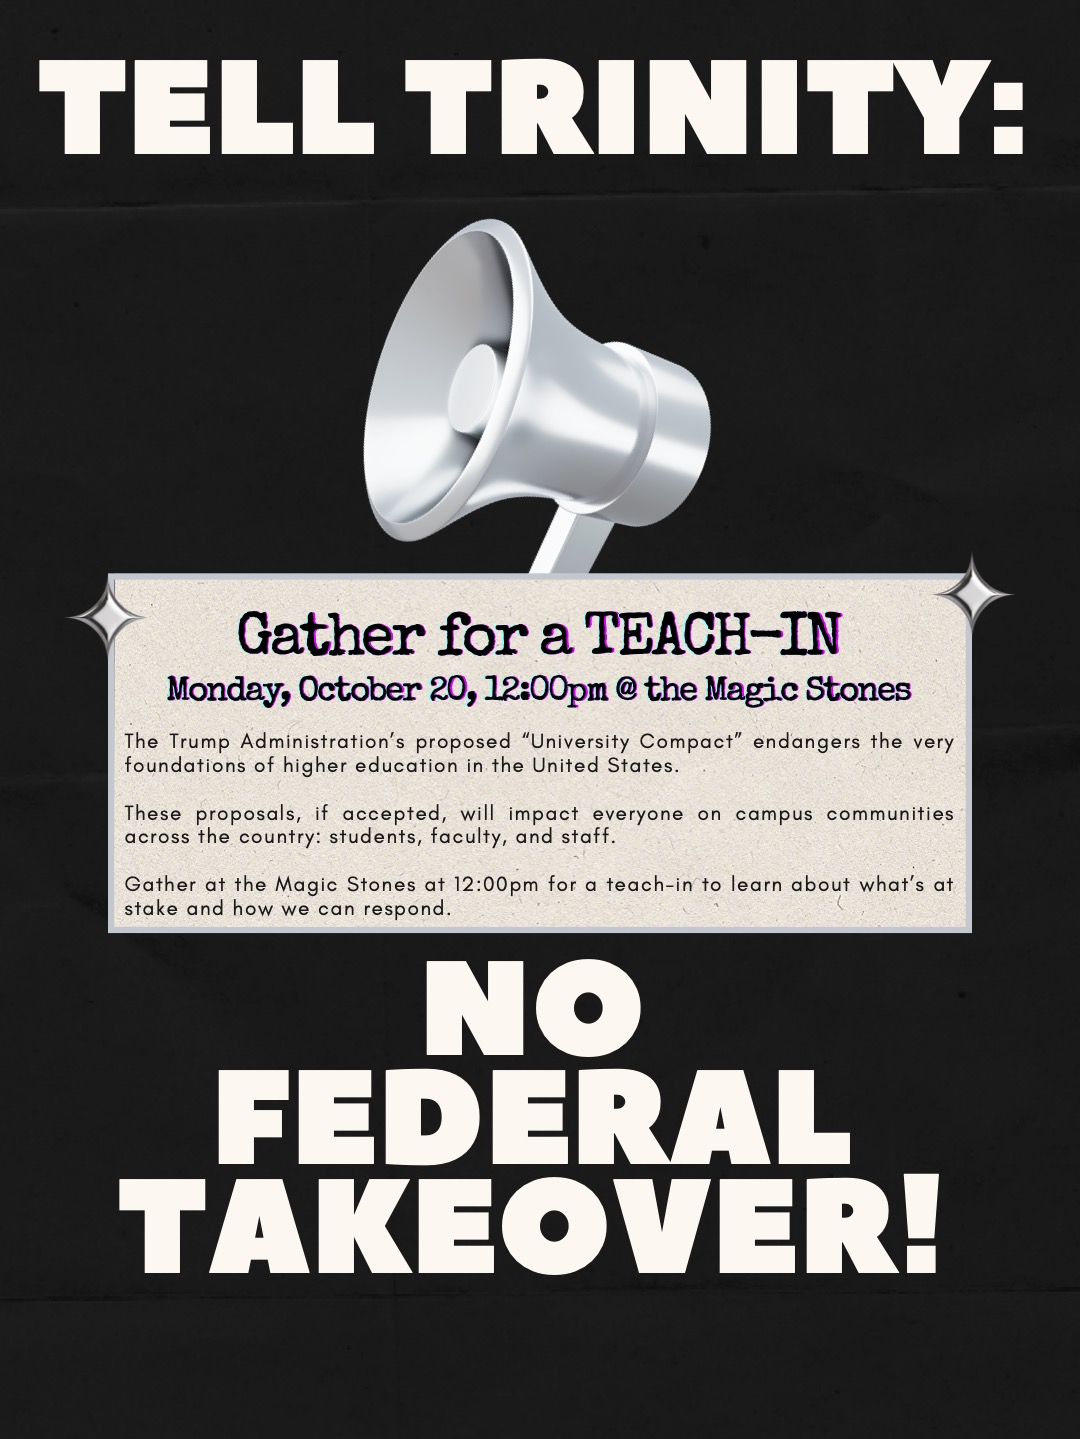 TELL TRINITY:
Gather for a TEACH-IN
Monday, October 20, 12:00pm @ the Magic Stones
The Trump Administration's proposed “University Compact” endangers the very
foundations of higher education in the United States.
These proposals, if accepted, will impact everyone on campus communities
across the country: students, faculty, and staff.
Gather at the Magic Stones at 12:00pm for a teach-in to learn about what's at
stake and how we can respond.
NO
FEDERAL
TAKEOVER!